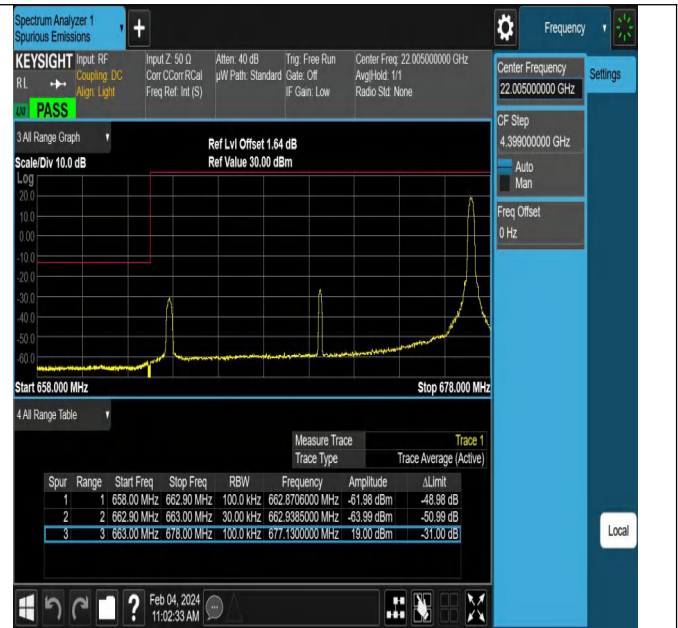 Spectrum Analyzer 1
Spurious Emissions
Frequency
KEYSIGHT
RL
PASS
Input: RF
Coupling: DC
Align: Light
Input Z: 50 Ω
Corr CCorr RCal
Freq Ref: Int (S)
Atten: 40 dB
µW Path: Standard
Trig: Free Run
Gate: Off
IF Gain: Low
Center Freq: 22.005000000 GHz
Avg|Hold: 1/1
Radio Std: None
Center Frequency
22.005000000 GHz
Settings
CF Step
4.399000000 GHz
Auto
Man
Freq Offset
0 Hz
3 All Range Graph
Scale/Div 10.0 dB
Ref Lvl Offset 1.64 dB
Ref Value 30.00 dBm
Log
20.0
10.0
0.00
-10.0
-20.0
-30.0
-40.0
-50.0
-60.0
Start 658.000 MHz
Stop 678.000 MHz
4 All Range Table
Measure Trace Trace 1
Trace Type Trace Average (Active)
Spur Range Start Freq Stop Freq RBW Frequency Amplitude ΔLimit
1 1 658.00 MHz 662.90 MHz 100.0 kHz 662.8706000 MHz -61.98 dBm -48.98 dB
2 2 662.90 MHz 663.00 MHz 30.00 kHz 662.9385000 MHz -63.99 dBm -50.99 dB
3 3 663.00 MHz 678.00 MHz 100.0 kHz 677.1300000 MHz 19.00 dBm -31.00 dB
Local
?
Feb 04, 2024
11:02:33 AM